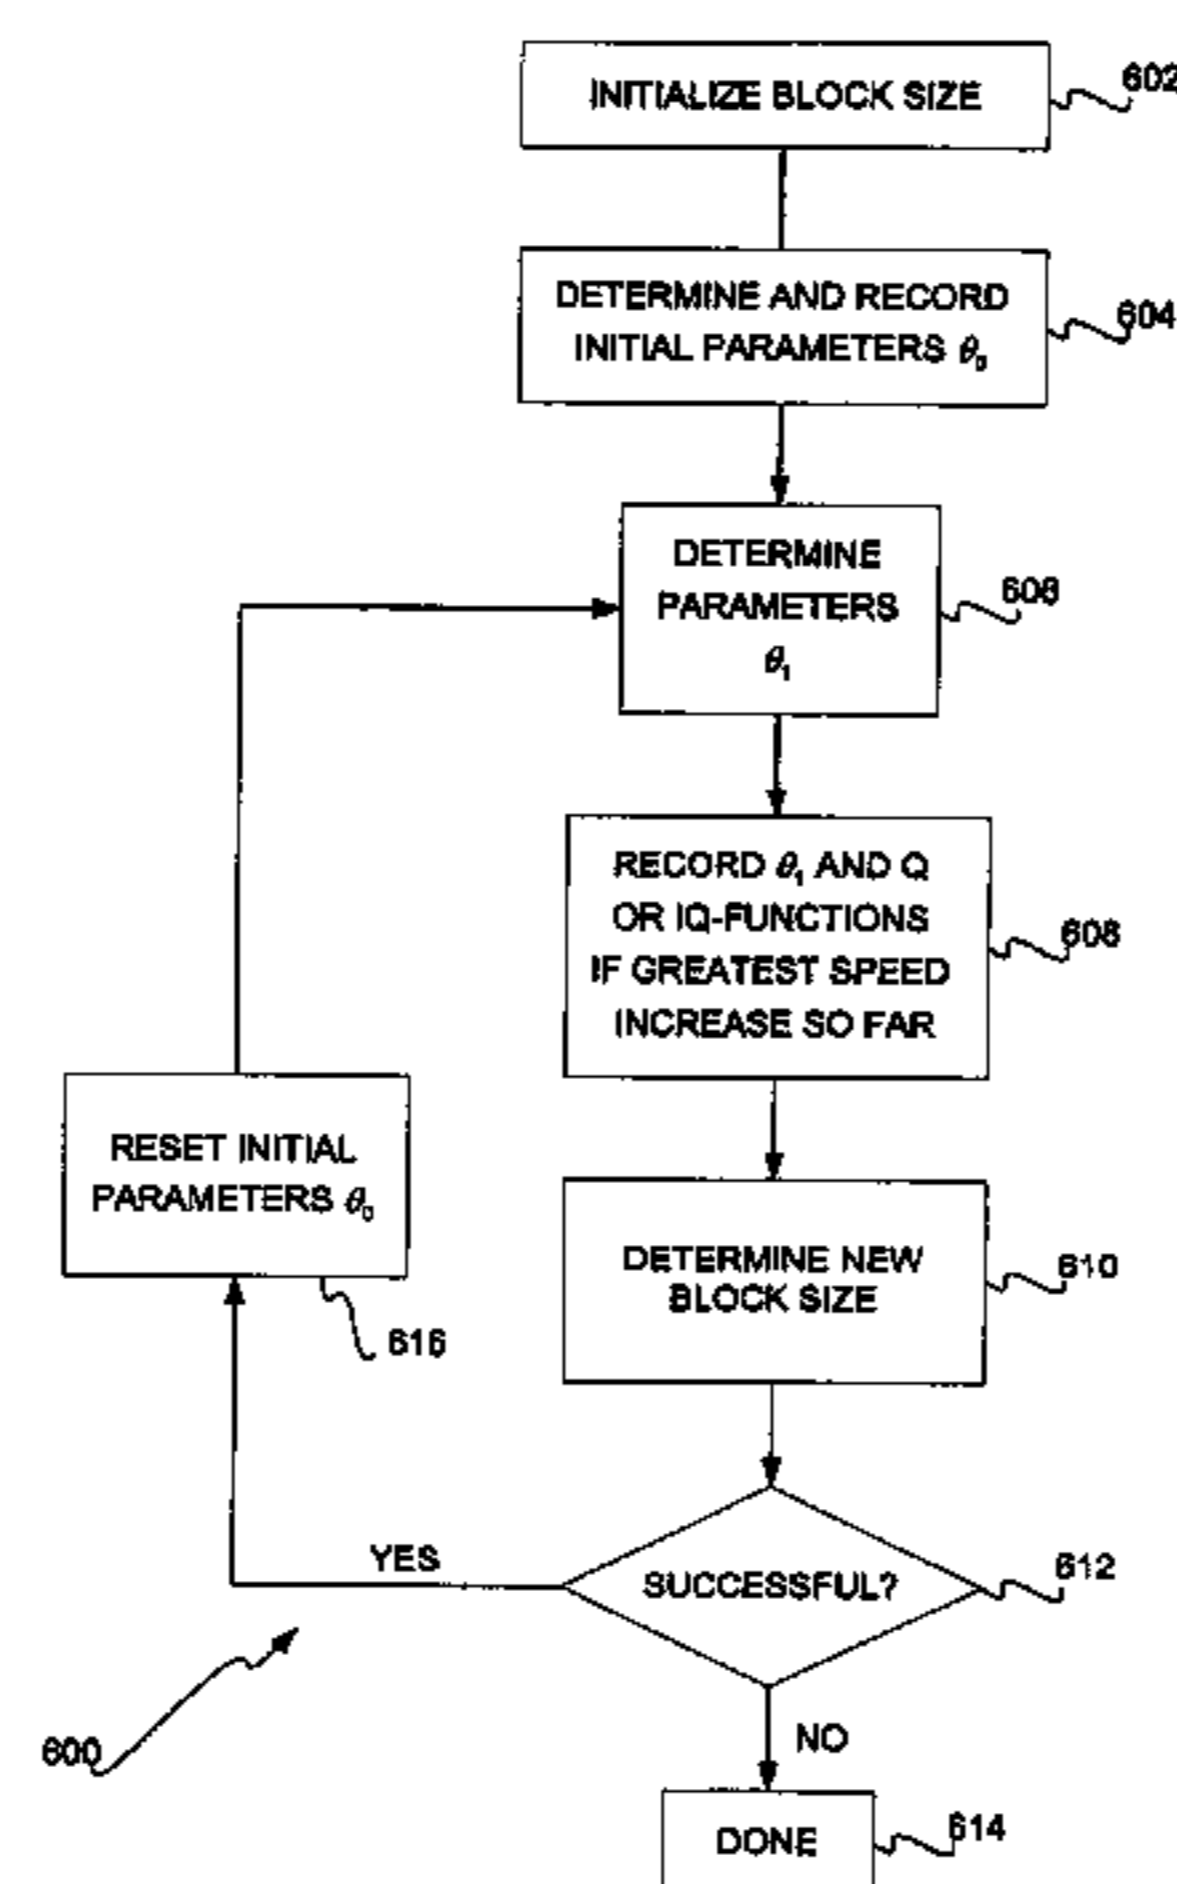 INITIALIZE BLOCK SIZE
602
DETERMINE AND RECORD
INITIAL PARAMETERS θ₀
604
DETERMINE
PARAMETERS
θ₁
606
RECORD θ₁ AND Q
OR IQ-FUNCTIONS
IF GREATEST SPEED
INCREASE SO FAR
608
RESET INITIAL
PARAMETERS θ₀
616
DETERMINE NEW
BLOCK SIZE
610
YES
SUCCESSFUL?
612
600
NO
DONE
614